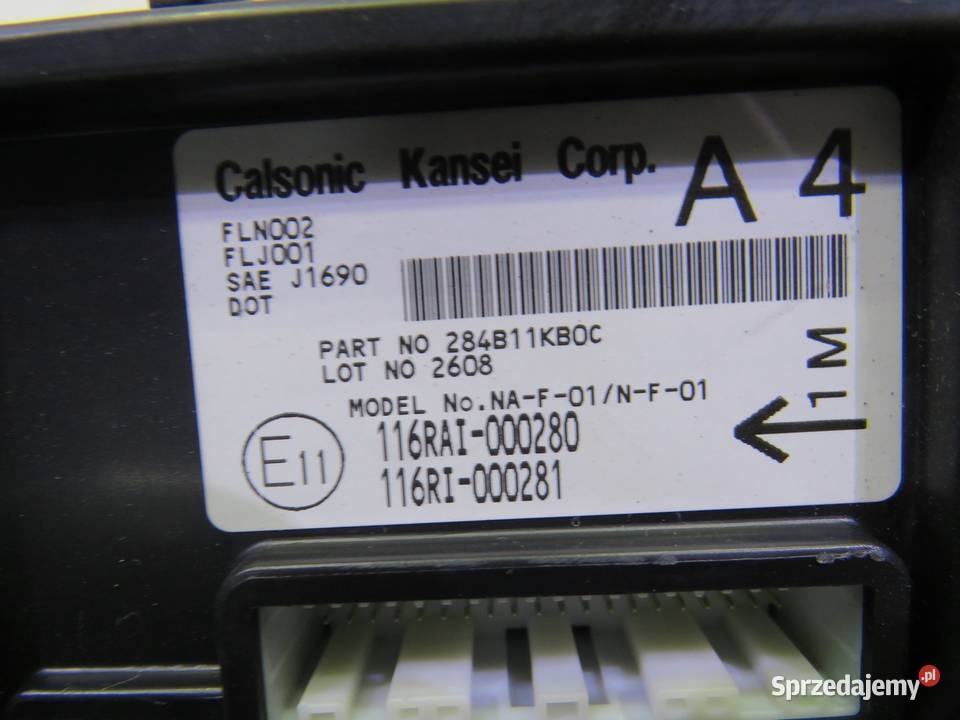 Calsonic Kansei Corp.
A 4
FLN002
FLJ001
SAE J1690
DOT
PART NO 284B11KB0C
LOT NO 2608
MODEL No.NA-F-01/N-F-01
1M
E11
116RAI-000280
116RI-000281
Sprzedajemy.pl